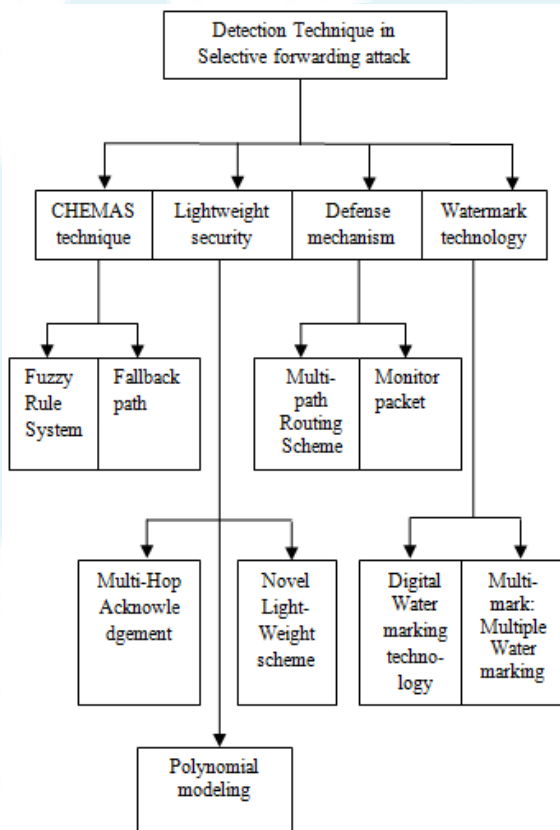 Detection Technique in
Selective forwarding attack
CHEMAS
technique
Lightweight
security
Defense
mechanism
Watermark
technology
Fuzzy
Rule
System
Fallback
path
Multi-
path
Routing
Scheme
Monitor
packet
Multi-Hop
Acknowle
dgement
Novel
Light-
Weight
scheme
Digital
Water
marking
techno-
logy
Multi-
mark:
Multiple
Water
marking
Polynomial
modeling